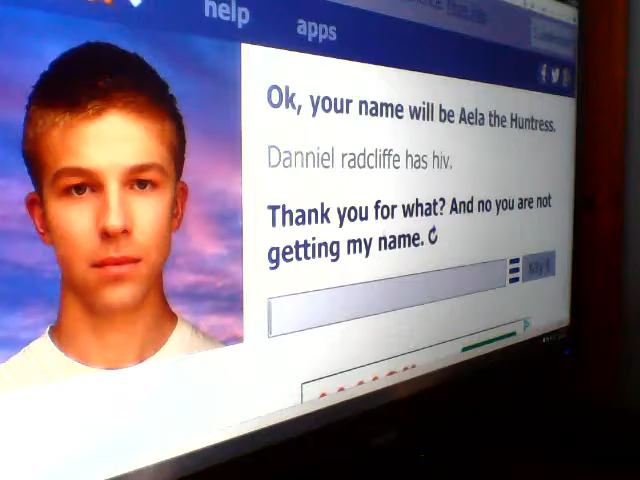 help apps
Ok, your name will be Aela the Huntress.
Danniel radcliffe has hiv.
Thank you for what? And no you are not
getting my name.